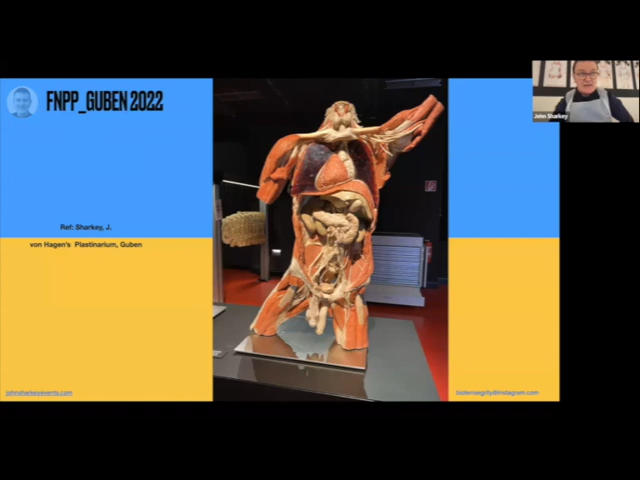 FNPP_GUBEN 2022
John Sharkey
Ref: Sharkey, J.
von Hagen's Plastinarium, Guben
johnsharkeyevents.com
biotensegrity@instagram.com